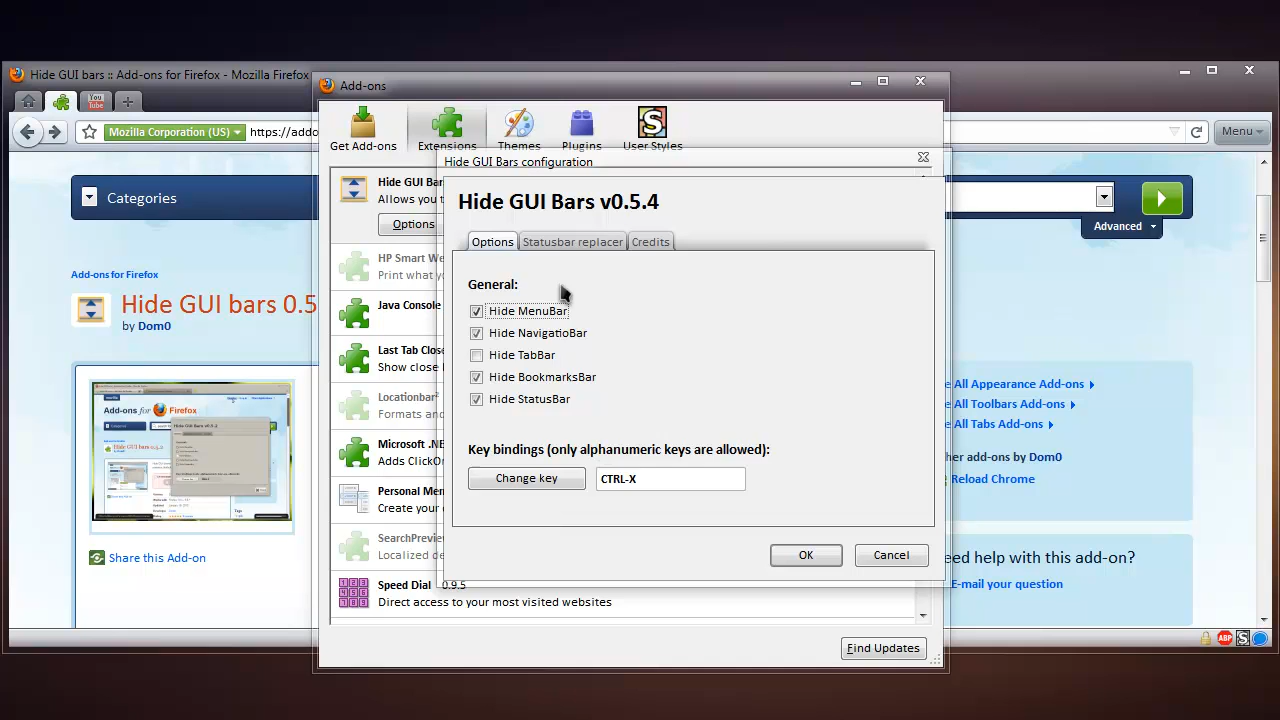 Hide GUI bars :: Add-ons for Firefox - Mozilla Firefox
Mozilla Corporation (US)
https://addo
Menu
Categories
Advanced
Add-ons for Firefox
Hide GUI bars 0.5
by Dom0
Share this Add-on
All Appearance Add-ons
All Toolbars Add-ons
All Tabs Add-ons
her add-ons by Dom0
Reload Chrome
eed help with this add-on?
E-mail your question
Add-ons
Get Add-ons
Extensions
Themes
Plugins
User Styles
Hide GUI Bar
Allows you t
Options
HP Smart We
Print what yo
Java Console
Last Tab Close
Show close b
Locationbar²
Formats and
Microsoft .NE
Adds ClickOn
Personal Men
Create your
SearchPreview
Localized de
Speed Dial 0.9.5
Direct access to your most visited websites
Find Updates
Hide GUI Bars configuration
Hide GUI Bars v0.5.4
Options
Statusbar replacer
Credits
General:
Hide MenuBar
Hide NavigatioBar
Hide TabBar
Hide BookmarksBar
Hide StatusBar
Key bindings (only alphanumeric keys are allowed):
Change key
CTRL-X
OK
Cancel